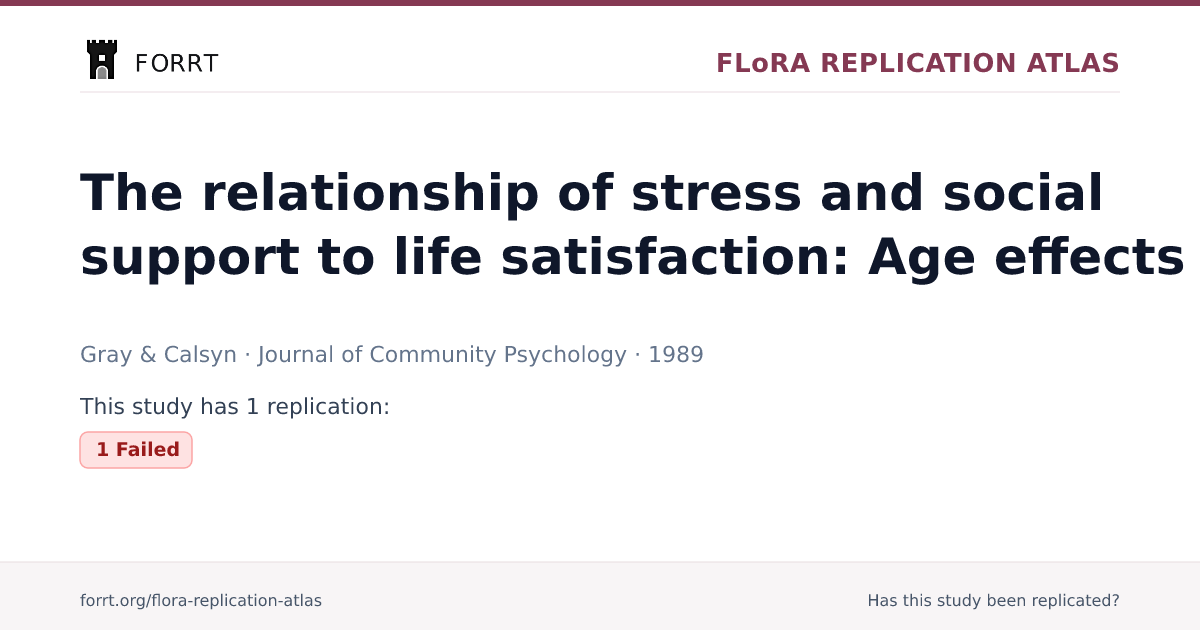 FORRT
FLoRA REPLICATION ATLAS
The relationship of stress and social
support to life satisfaction: Age effects
Gray & Calsyn · Journal of Community Psychology · 1989
This study has 1 replication:
1 Failed
forrt.org/flora-replication-atlas
Has this study been replicated?